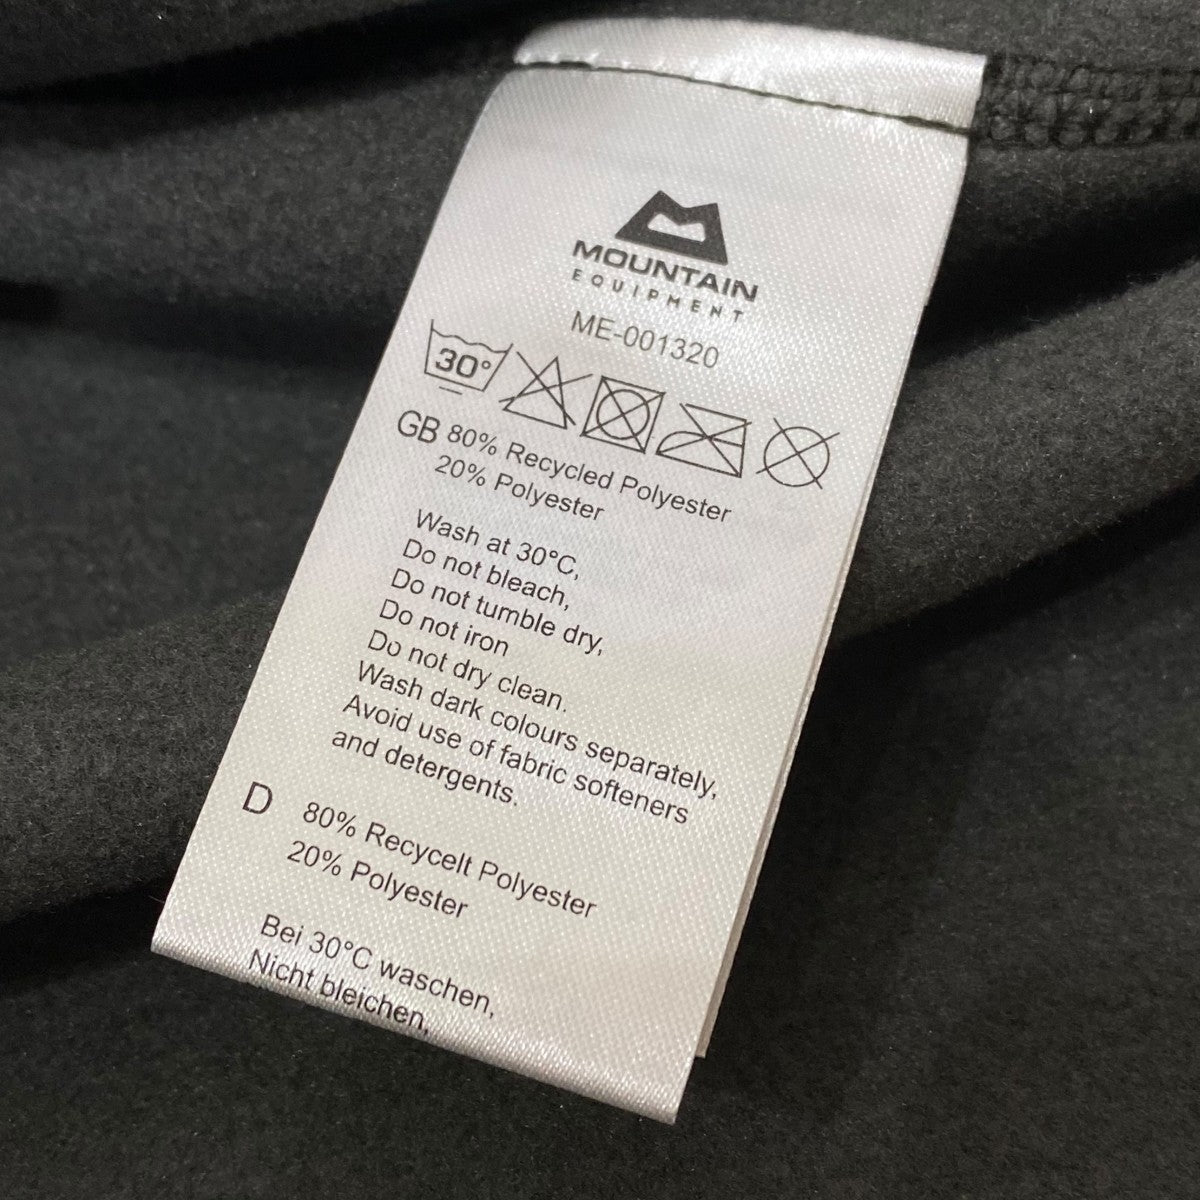 MOUNTAIN
EQUIPMENT
ME-001320
30°
GB 80% Recycled Polyester
20% Polyester
Wash at 30°C,
Do not bleach,
Do not tumble dry,
Do not iron
Do not dry clean.
Wash dark colours separately,
Avoid use of fabric softeners
and detergents.
D 80% Recycelt Polyester
20% Polyester
Bei 30°C waschen,
Nicht bleichen,